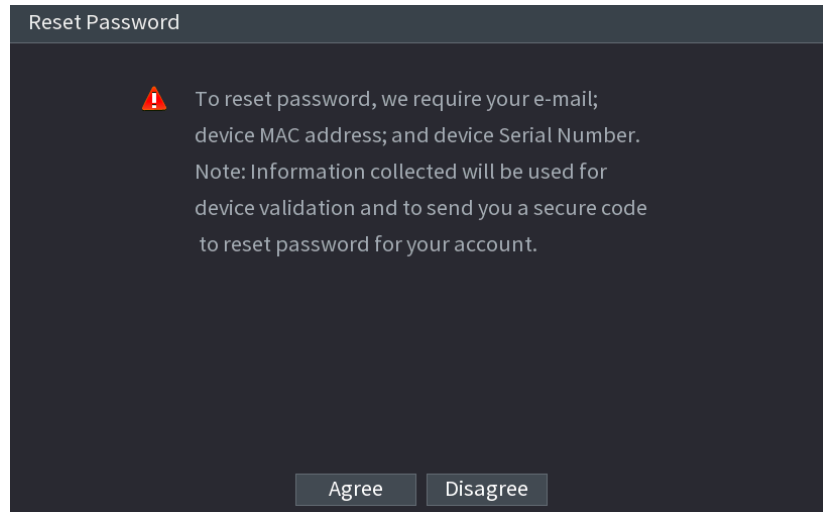 Reset Password
To reset password, we require your e-mail;
device MAC address; and device Serial Number.
Note: Information collected will be used for
device validation and to send you a secure code
to reset password for your account.
Agree
Disagree